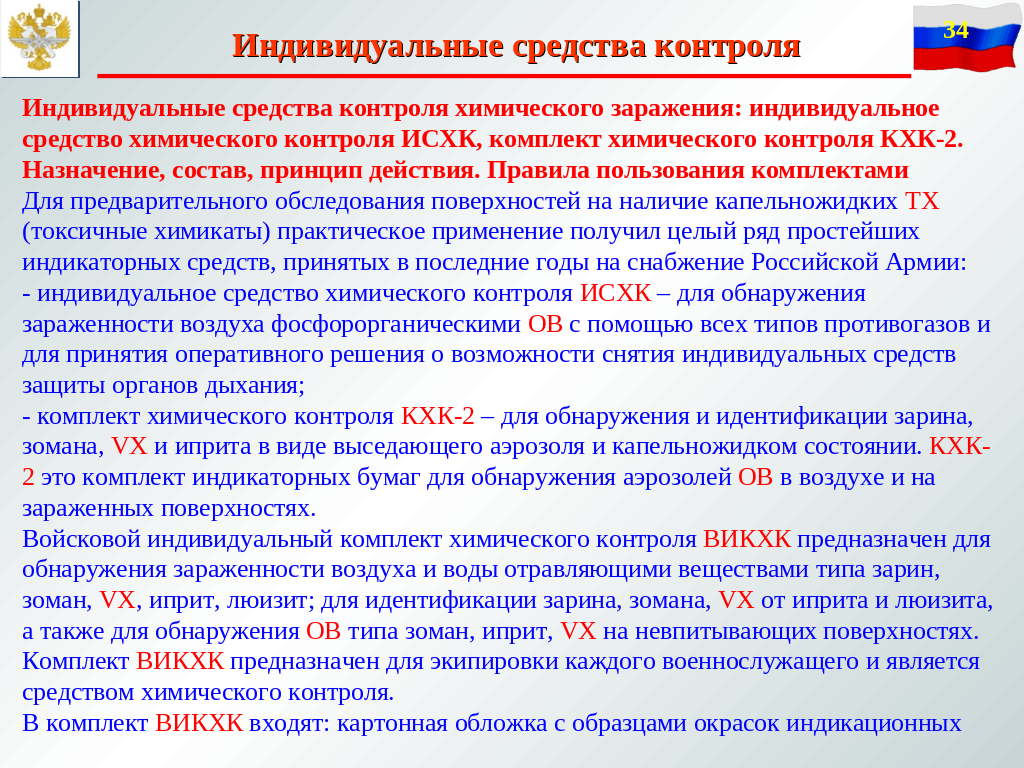 Индивидуальные средства контроля
34
Индивидуальные средства контроля химического заражения: индивидуальное
средство химического контроля ИСХК, комплект химического контроля КХК-2.
Назначение, состав, принцип действия. Правила пользования комплектами
Для предварительного обследования поверхностей на наличие капельножидких ТХ
(токсичные химикаты) практическое применение получил целый ряд простейших
индикаторных средств, принятых в последние годы на снабжение Российской Армии:
- индивидуальное средство химического контроля ИСХК – для обнаружения
зараженности воздуха фосфорорганическими ОВ с помощью всех типов противогазов и
для принятия оперативного решения о возможности снятия индивидуальных средств
защиты органов дыхания;
- комплект химического контроля КХК-2 – для обнаружения и идентификации зарина,
зомана, VX и иприта в виде выседающего аэрозоля и капельножидком состоянии. КХК-
2 это комплект индикаторных бумаг для обнаружения аэрозолей ОВ в воздухе и на
зараженных поверхностях.
Войсковой индивидуальный комплект химического контроля ВИКХК предназначен для
обнаружения зараженности воздуха и воды отравляющими веществами типа зарин,
зоман, VX, иприт, люизит; для идентификации зарина, зомана, VX от иприта и люизита,
а также для обнаружения ОВ типа зоман, иприт, VX на невпитывающих поверхностях.
Комплект ВИКХК предназначен для экипировки каждого военнослужащего и является
средством химического контроля.
В комплект ВИКХК входят: картонная обложка с образцами окрасок индикационных